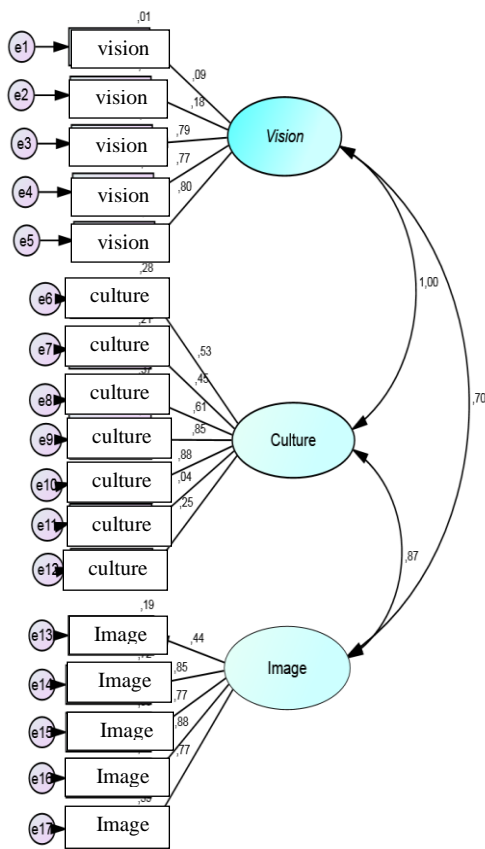 ,01
e1 vision
,09
e2 vision
,18
,79
e3 vision
Vision
,77
e4 vision
,80
e5 vision
,28
e6 culture
1,00
,53
e7 culture
,45
,70
e8 culture
,61
,85
e9 culture
Culture
,88
e10 culture
,04
e11 culture
,25
,87
e12 culture
,19
e13 Image
,44
,85
Image
e14 Image
,77
e15 Image
,88
,77
e16 Image
e17 Image